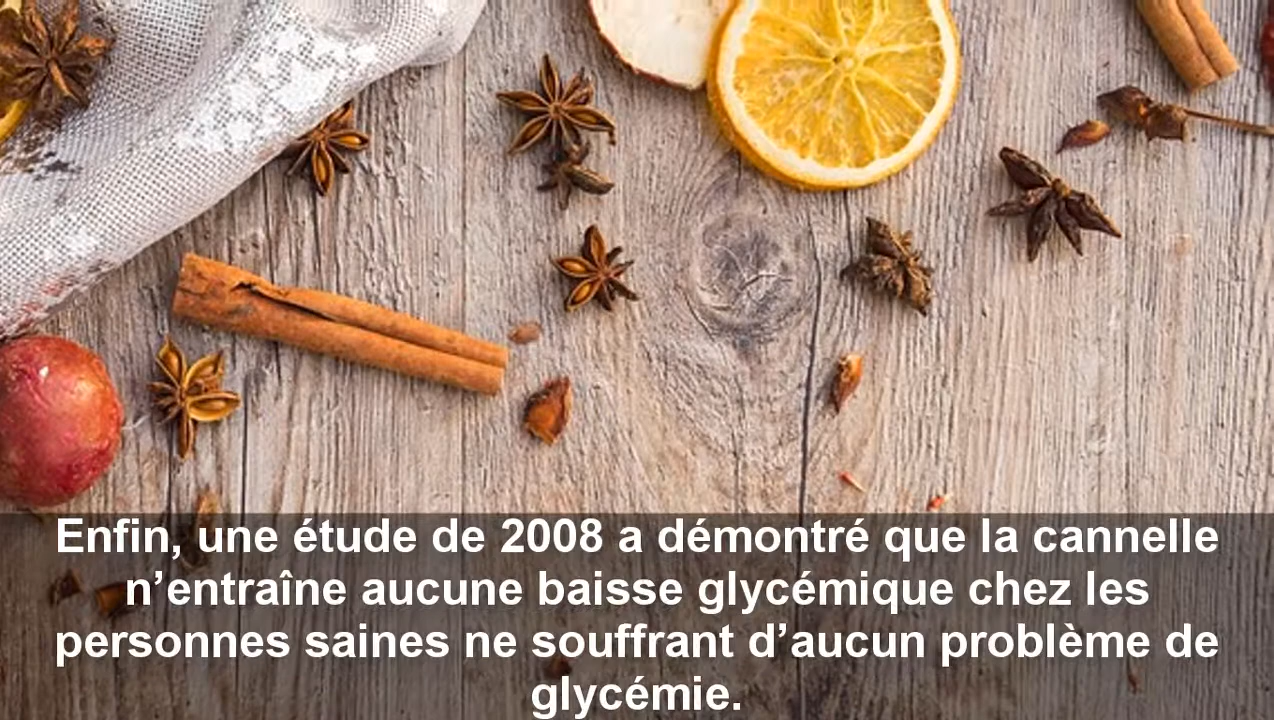 Enfin, une étude de 2008 a démontré que la cannelle
n’entraîne aucune baisse glycémique chez les
personnes saines ne souffrant d’aucun problème de
glycémie.